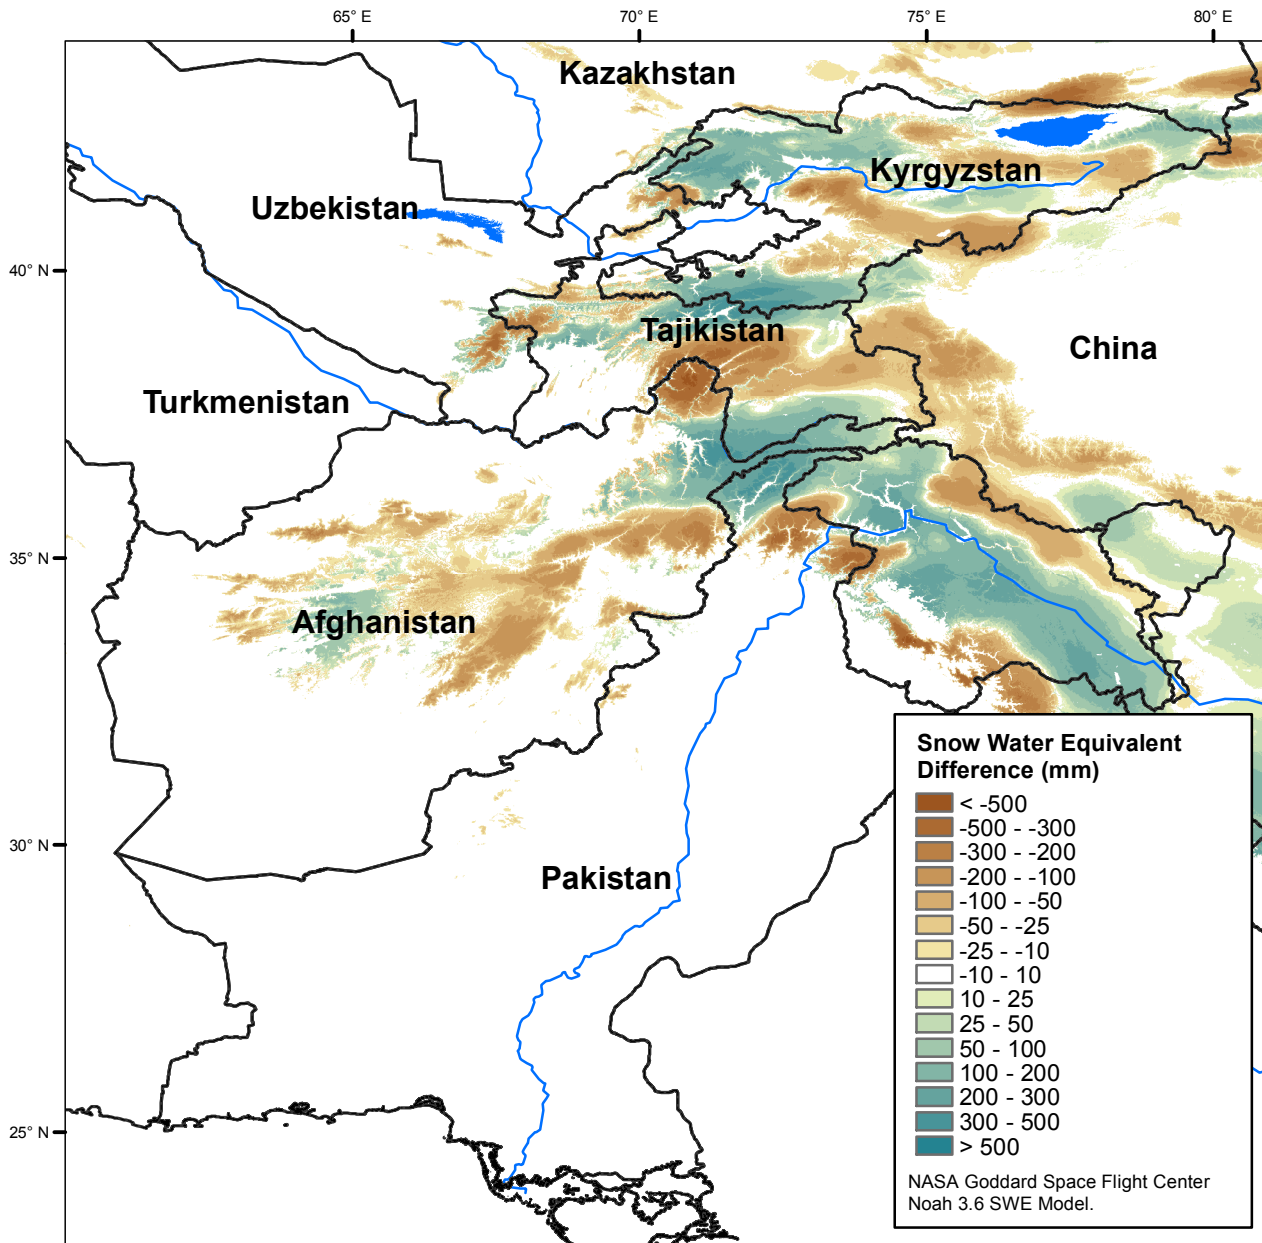 65° E
70° E
75° E
80° E
Kazakhstan
Kyrgyzstan
Uzbekistan
40° N
Tajikistan
China
Turkmenistan
35° N
Afghanistan
30° N
Pakistan
25° N
Snow Water Equivalent
Difference (mm)
< -500
-500 - -300
-300 - -200
-200 - -100
-100 - -50
-50 - -25
-25 - -10
-10 - 10
10 - 25
25 - 50
50 - 100
100 - 200
200 - 300
300 - 500
> 500
NASA Goddard Space Flight Center
Noah 3.6 SWE Model.